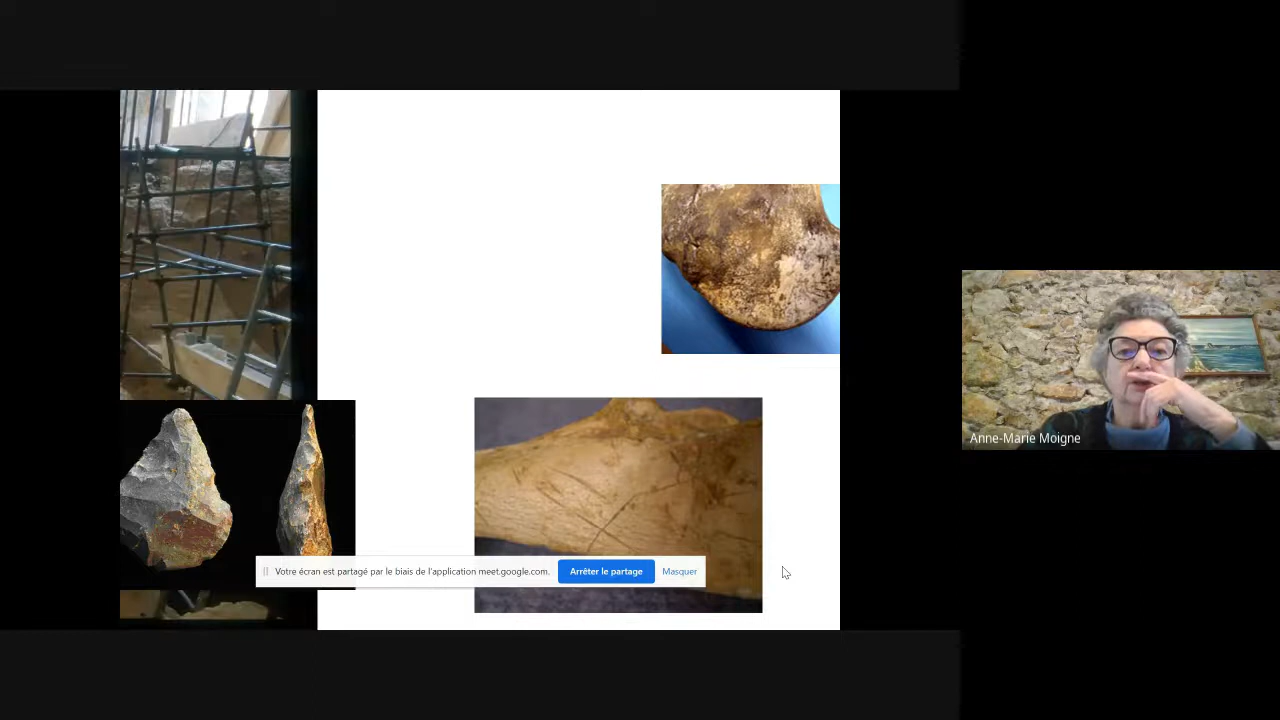 Anne-Marie Moigne
Votre écran est partagé par le biais de l'application meet.google.com.
Arrêter le partage
Masquer